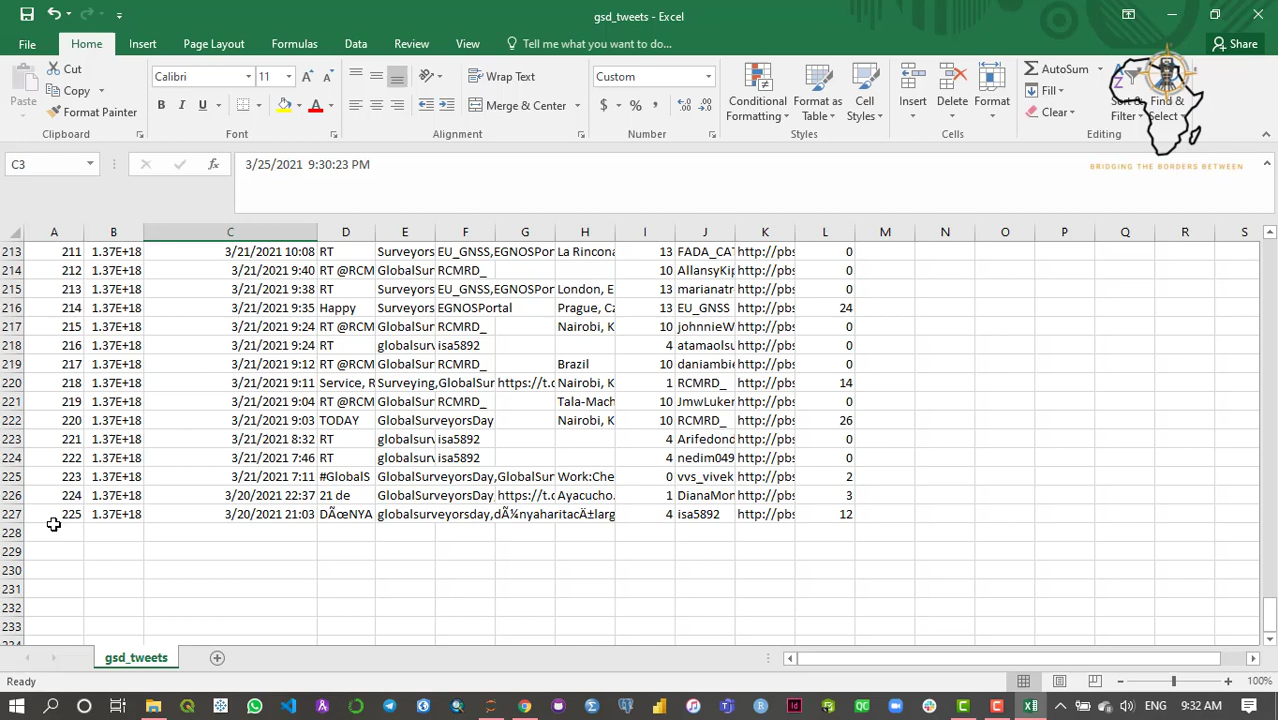 gsd_tweets - Excel
File Home Insert Page Layout Formulas Data Review View Tell me what you want to do... Share
Cut
Copy
Format Painter
Paste
Clipboard
Calibri 11
B I U
Font
Wrap Text
Merge & Center
Alignment
Custom
$ % ,
Number
Conditional Formatting
Format as Table
Cell Styles
Styles
Insert Delete Format
Cells
AutoSum
Fill
Clear
Sort & Filter
Find & Select
Editing
BRIDGING THE BORDERS BETWEEN
C3 fx 3/25/2021 9:30:23 PM
A B C D E F G H I J K L M N O P Q R S
213 211 1.37E+18 3/21/2021 10:08 RT Surveyors EU_GNSS,EGNOSPor La Rincona 13 FADA_CAT http://pbs 0
214 212 1.37E+18 3/21/2021 9:40 RT @RCM GlobalSur RCMRD_ 10 AllansyKip http://pbs 0
215 213 1.37E+18 3/21/2021 9:38 RT Surveyors EU_GNSS,EGNOSPor London, E 13 marianatr http://pbs 0
216 214 1.37E+18 3/21/2021 9:35 Happy Surveyors EGNOSPortal Prague, Cz 13 EU_GNSS http://pbs 24
217 215 1.37E+18 3/21/2021 9:24 RT @RCM GlobalSur RCMRD_ Nairobi, K 10 johnnieW http://pbs 0
218 216 1.37E+18 3/21/2021 9:24 RT globalsurv isa5892 4 atamaolsu http://pbs 0
219 217 1.37E+18 3/21/2021 9:12 RT @RCM GlobalSur RCMRD_ Brazil 10 daniambie http://pbs 0
220 218 1.37E+18 3/21/2021 9:11 Service, R Surveying,GlobalSur https://t.c Nairobi, K 1 RCMRD_ http://pbs 14
221 219 1.37E+18 3/21/2021 9:04 RT @RCM GlobalSur RCMRD_ Tala-Mach 10 JmwLuker http://pbs 0
222 220 1.37E+18 3/21/2021 9:03 TODAY GlobalSurveyorsDay Nairobi, K 10 RCMRD_ http://pbs 26
223 221 1.37E+18 3/21/2021 8:32 RT globalsurv isa5892 4 Arifedond http://pbs 0
224 222 1.37E+18 3/21/2021 7:46 RT globalsurv isa5892 4 nedim049 http://pbs 0
225 223 1.37E+18 3/21/2021 7:11 #GlobalS GlobalSurveyorsDay,GlobalSur Work:Che 0 vvs_vivek http://pbs 2
226 224 1.37E+18 3/20/2021 22:37 21 de GlobalSurveyorsDay https://t.c Ayacucho. 1 DianaMon http://pbs 3
227 225 1.37E+18 3/20/2021 21:03 DÃœNYA globalsurveyorsday,dÃ¼nyaharitacÄ±larg 4 isa5892 http://pbs 12
228
229
230
231
232
233
gsd_tweets
Ready 100%
ENG 9:32 AM